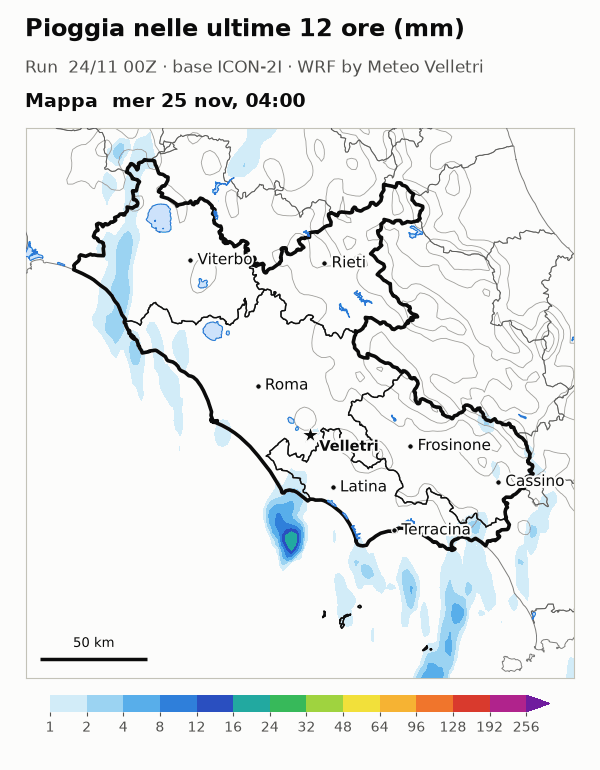 Pioggia nelle ultime 12 ore (mm)
Run  24/11 00Z · base ICON-2I · WRF by Meteo Velletri
Mappa  mer 25 nov, 04:00
Viterbo
Rieti
Roma
Velletri
Frosinone
Cassino
Latina
Terracina
50 km
1 2 4 8 12 16 24 32 48 64 96 128 192 256